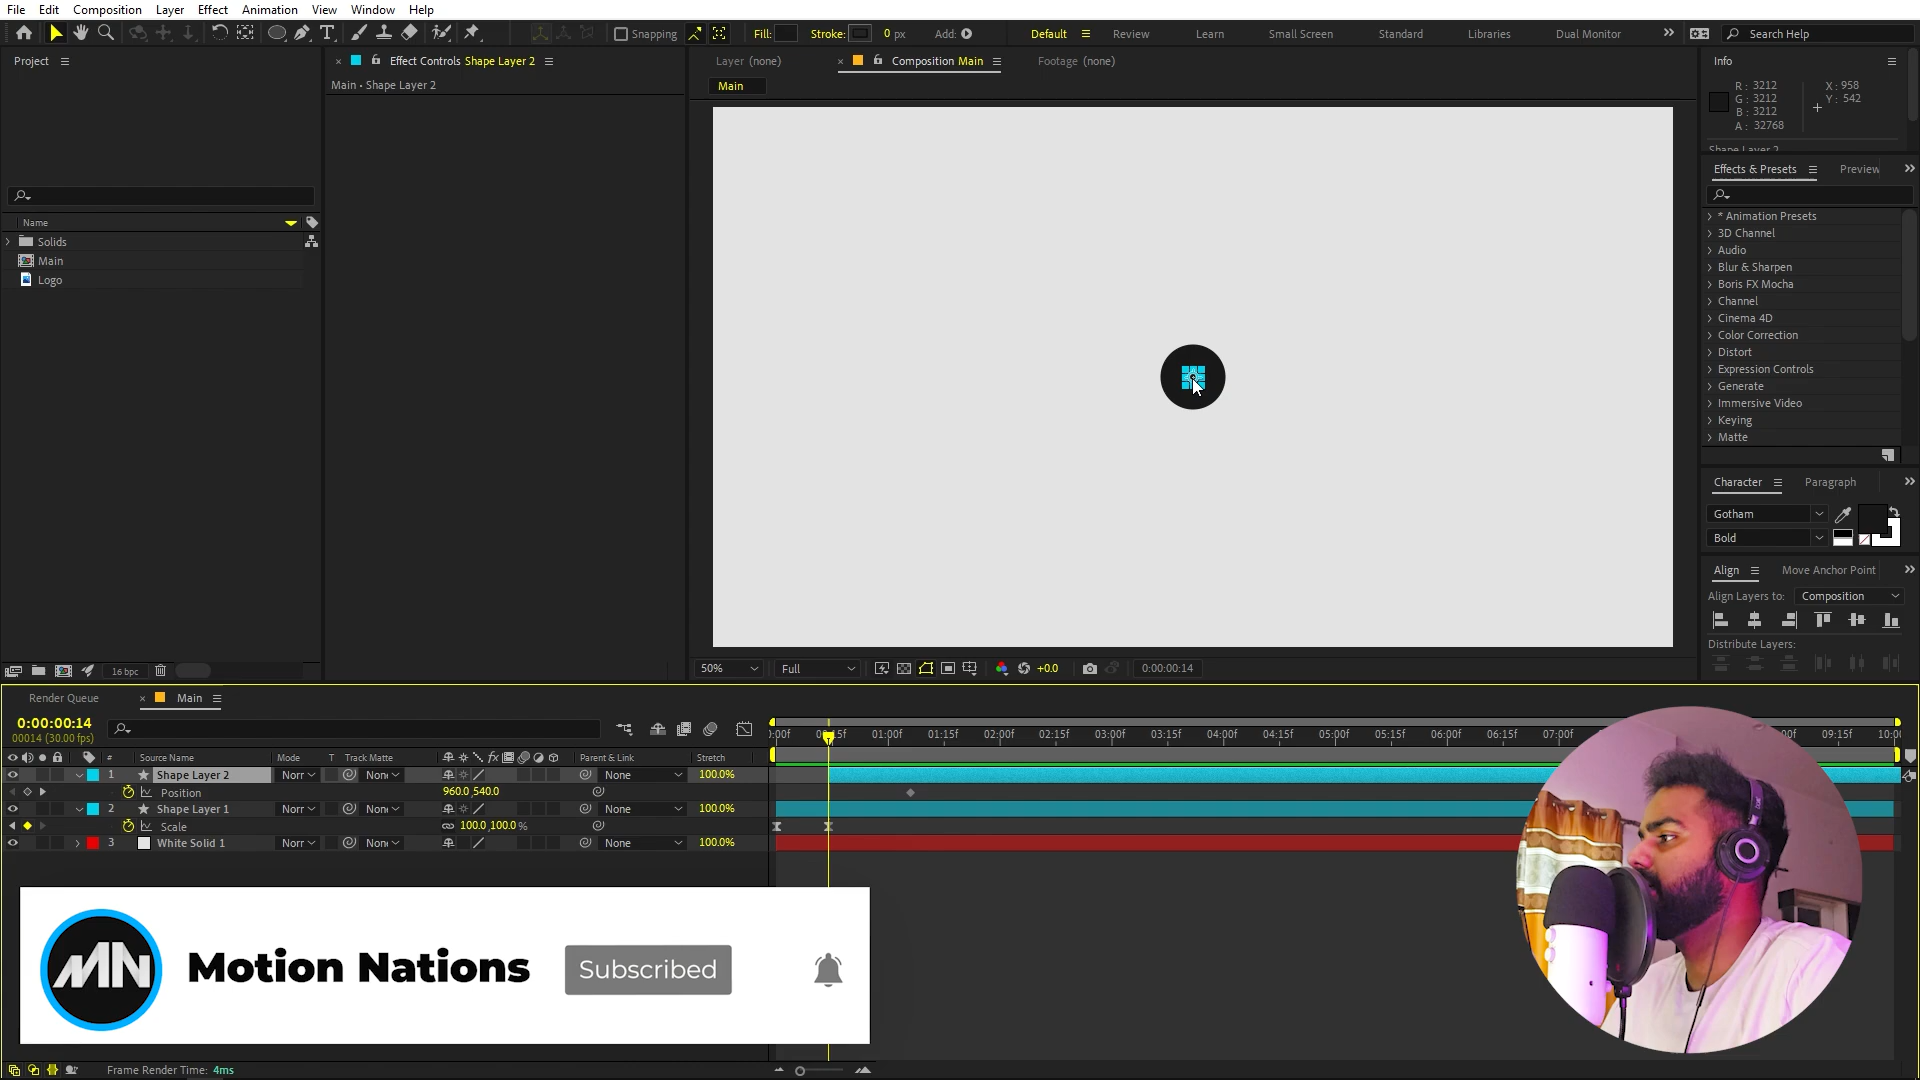 File Edit Composition Layer Effect Animation View Window Help
Snapping Fill: Stroke: 0 px Add: Default Review Learn Small Screen Standard Libraries Dual Monitor Search Help
Project
Effect Controls Shape Layer 2
Main • Shape Layer 2
Layer (none) Composition Main Footage (none)
Main
Info
R: 3212 X: 958
G: 3212 Y: 542
B: 3212
A: 32768
Shape Layer 2
Effects & Presets Preview
* Animation Presets
3D Channel
Audio
Blur & Sharpen
Boris FX Mocha
Channel
Cinema 4D
Color Correction
Distort
Expression Controls
Generate
Immersive Video
Keying
Matte
Name
Solids
Main
Logo
Character Paragraph
Gotham
Bold
Align Move Anchor Point
Align Layers to: Composition
Distribute Layers:
16 bpc
50% Full +0.0 0:00:00:14
Render Queue Main
0:00:00:14
00014 (30.00 fps)
:00f 00:15f 01:00f 01:15f 02:00f 02:15f 03:00f 03:15f 04:00f 04:15f 05:00f 05:15f 06:00f 06:15f 07:00f 00f 09:15f 10:00
# Source Name Mode T Track Matte Parent & Link Stretch
1 Shape Layer 2 Norr None None 100.0%
Position 960.0,540.0
2 Shape Layer 1 Norr None None 100.0%
Scale 100.0,100.0 %
3 White Solid 1 Norr None None 100.0%
MN Motion Nations Subscribed
Frame Render Time: 4ms